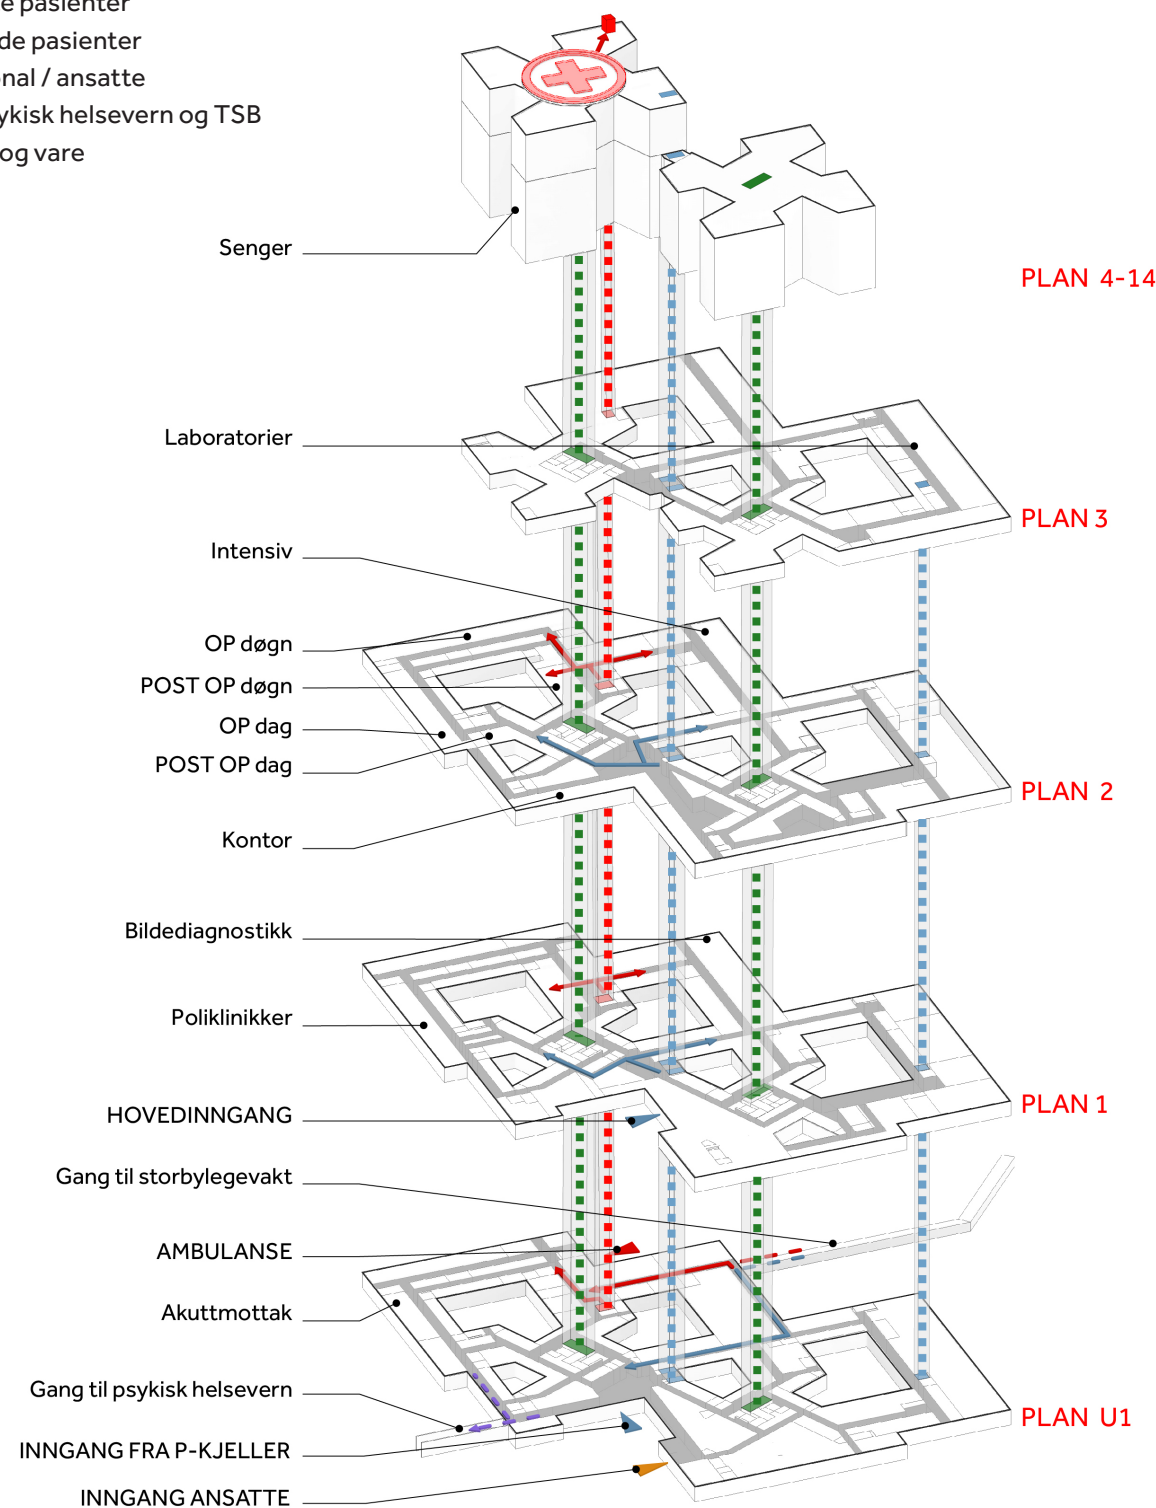 pasienter
de pasienter
/ ansatte
helsevern og TSB
og vare
Senger
PLAN 4-14
Laboratorier
PLAN 3
Intensiv
OP døgn
POST OP døgn
OP dag
POST OP dag
PLAN 2
Kontor
Bildediagnostikk
Poliklinikker
PLAN 1
HOVEDINNGANG
Gang til storbylegevakt
AMBULANSE
Akuttmottak
Gang til psykisk helsevern
PLAN U1
INNGANG FRA P-KJELLER
INNGANG ANSATTE